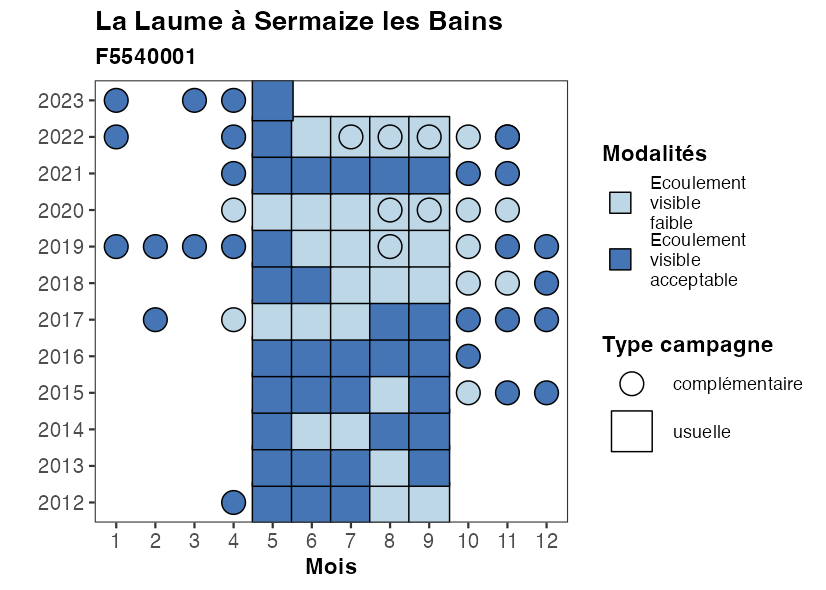 La Laume à Sermaize les Bains
F5540001
2023
2022
2021
2020
2019
2018
2017
2016
2015
2014
2013
2012
1 2 3 4 5 6 7 8 9 10 11 12
Mois
Modalités
Ecoulement
visible
faible
Ecoulement
visible
acceptable
Type campagne
complémentaire
usuelle